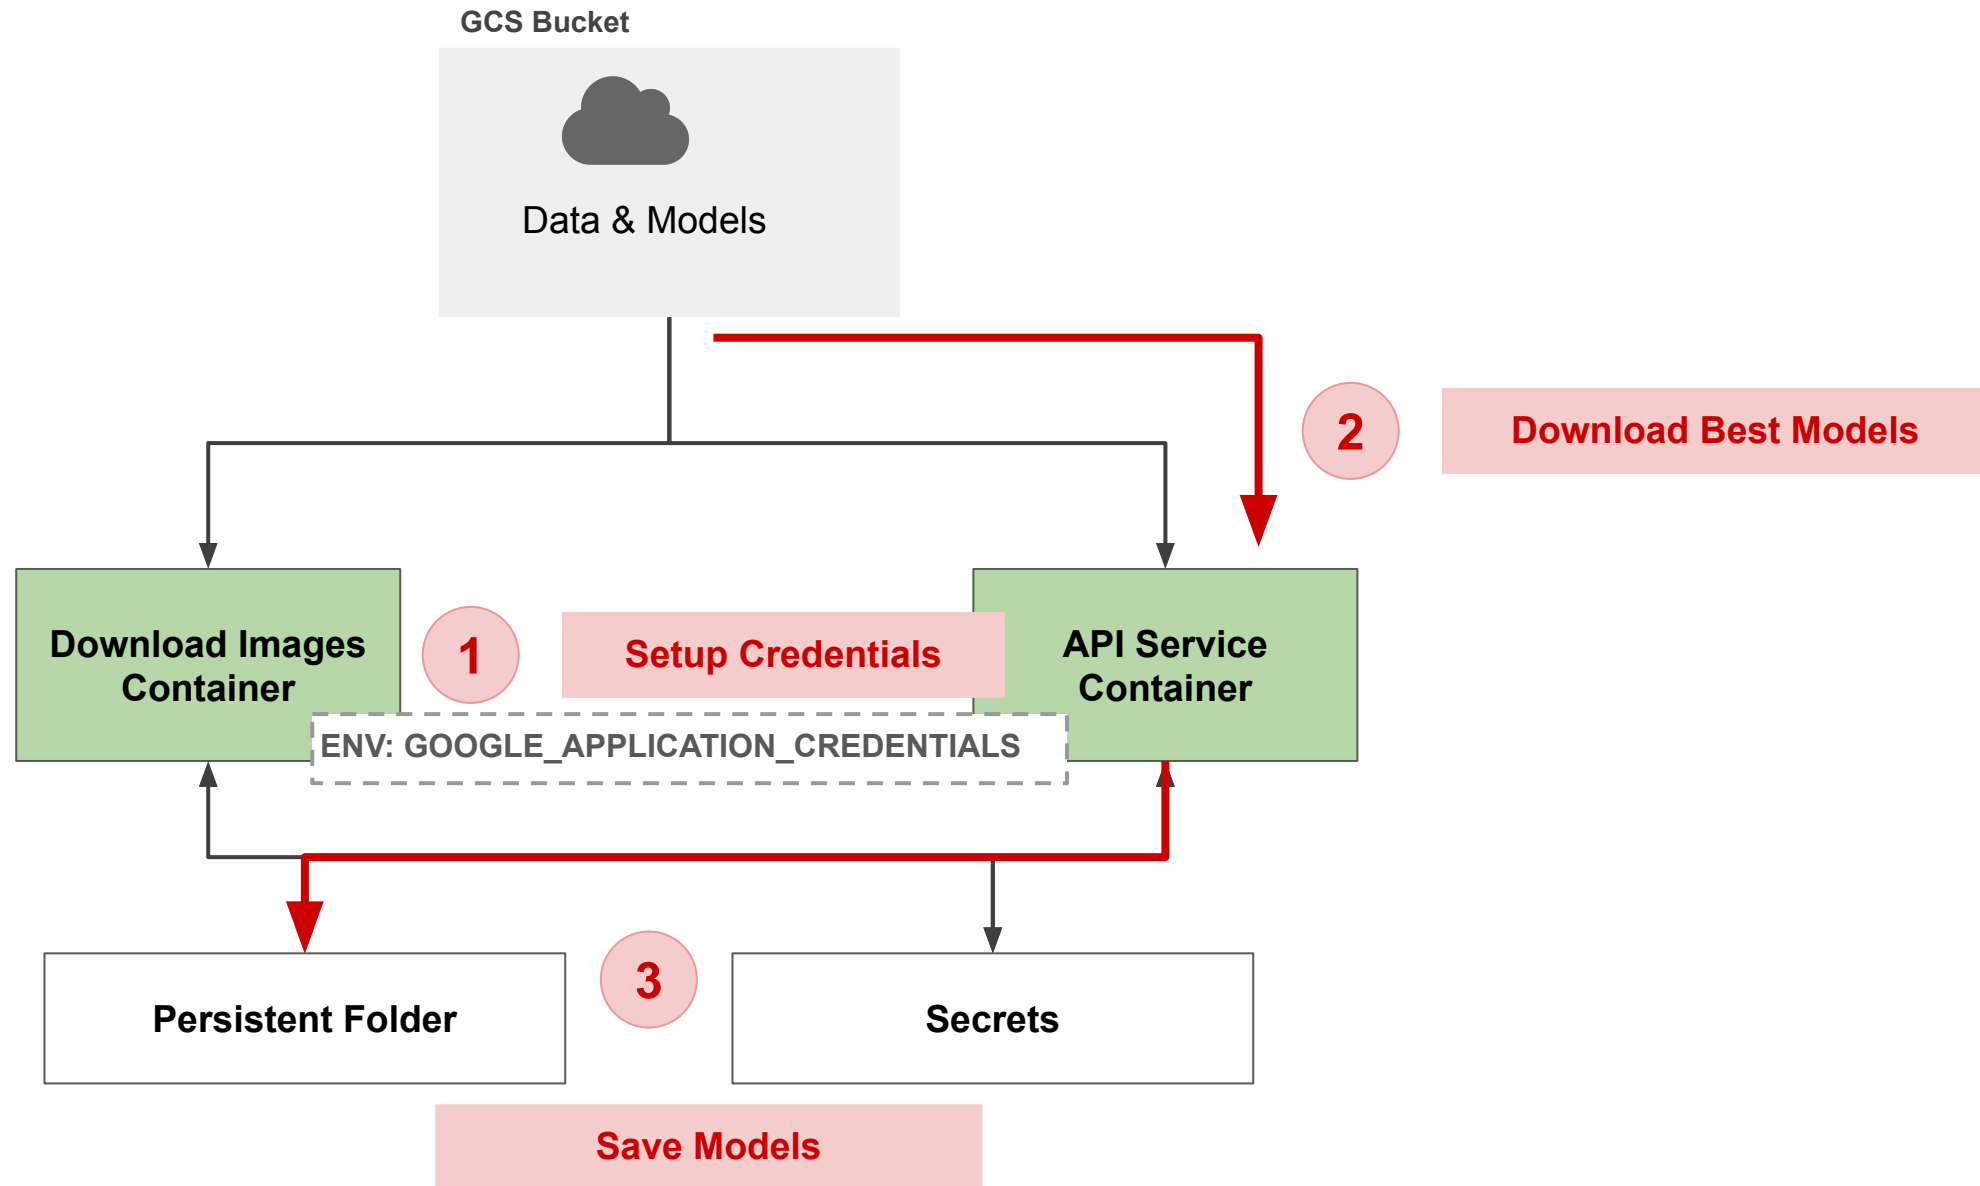 GCS Bucket
Data & Models
2
Download Best Models
Download Images
Container
1
Setup Credentials
API Service
Container
ENV: GOOGLE_APPLICATION_CREDENTIALS
3
Persistent Folder
Secrets
Save Models